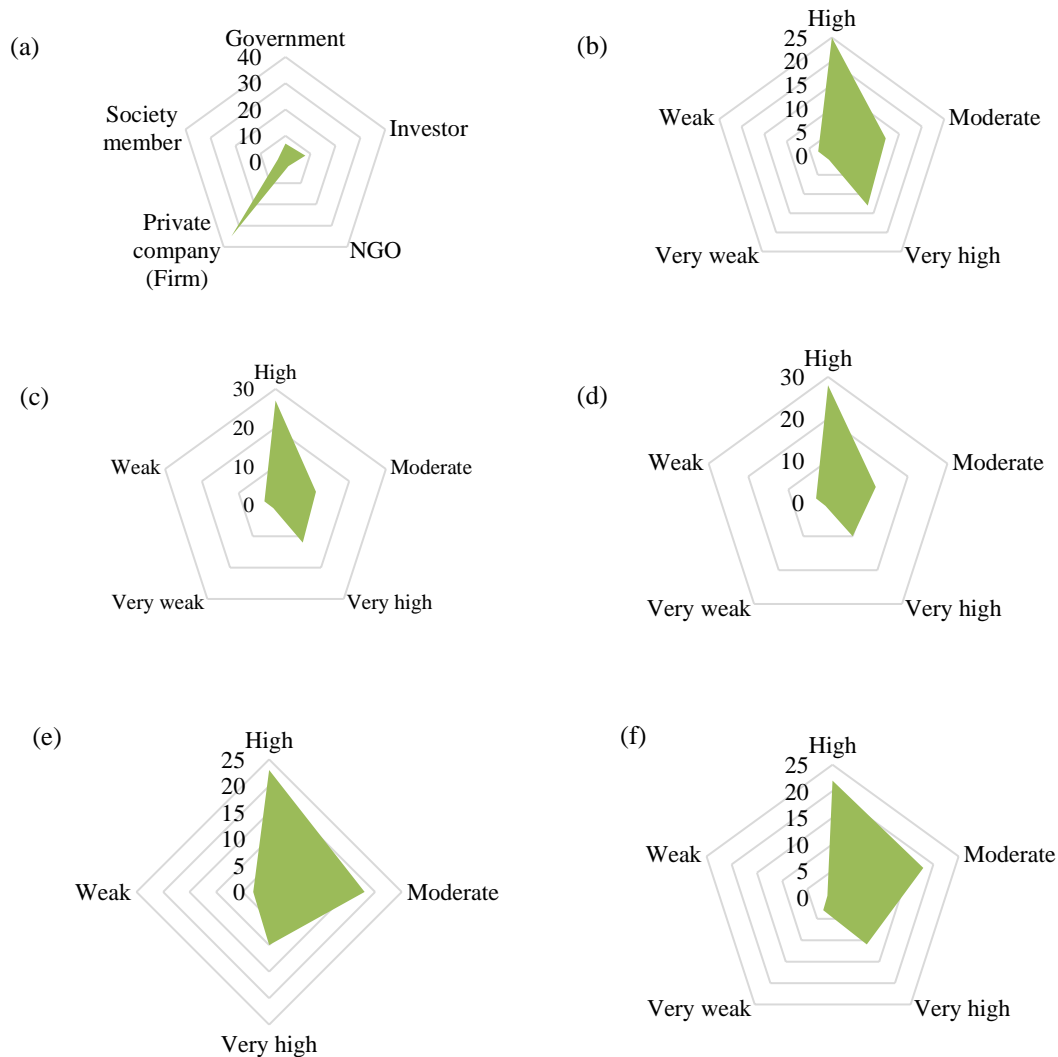 (a)
Government
40
30
20
10
0
Society
member
Investor
Private
company
(Firm)
NGO
(b)
High
25
20
15
10
5
0
Weak
Moderate
Very weak
Very high
(c)
High
30
20
10
0
Weak
Moderate
Very weak
Very high
(d)
High
30
20
10
0
Weak
Moderate
Very weak
Very high
(e)
High
25
20
15
10
5
0
Weak
Moderate
Very high
(f)
High
25
20
15
10
5
0
Weak
Moderate
Very weak
Very high